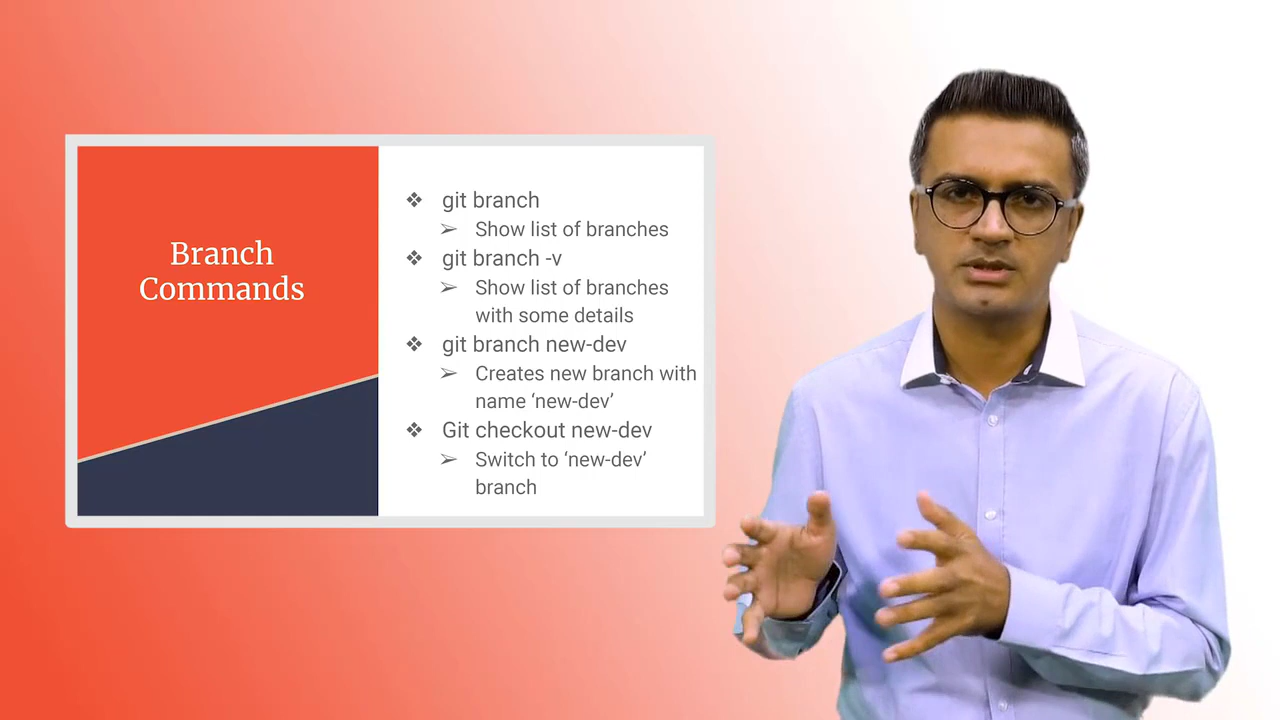 Branch
Commands
❖ git branch
➢ Show list of branches
❖ git branch -v
➢ Show list of branches
with some details
❖ git branch new-dev
➢ Creates new branch with
name ‘new-dev’
❖ Git checkout new-dev
➢ Switch to ‘new-dev’
branch